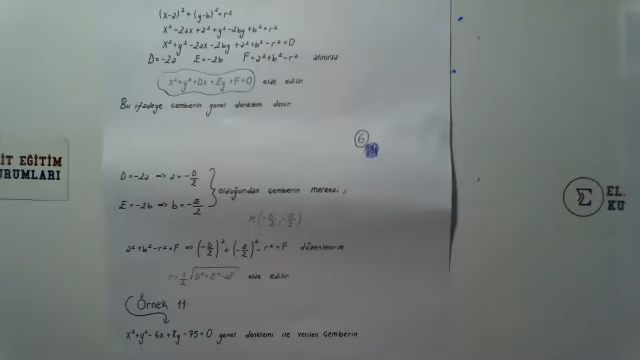 (x-a)² + (y-b)² = r²
x² - 2ax + a² + y² - 2by + b² = r²
x² + y² - 2ax - 2by + a² + b² - r² = 0
D = -2a E = -2b F = a² + b² - r² alınırsa
x² + y² + Dx + Ey + F = 0 elde edilir.
Bu ifadeye çemberin genel denklemi denir.
6
İT EĞİTİM
URUMLARI
EL.
KU
D = -2a => a = -D/2
E = -2b => b = -E/2
olduğundan çemberin merkezi,
M(-D/2, -E/2)
a² + b² - r² = F => (-D/2)² + (-E/2)² - r² = F düzenlenirse
r = 1/2 √D² + E² - 4F elde edilir.
Örnek 11:
x² + y² - 6x + 8y - 75 = 0 genel denklemi ile verilen çemberin